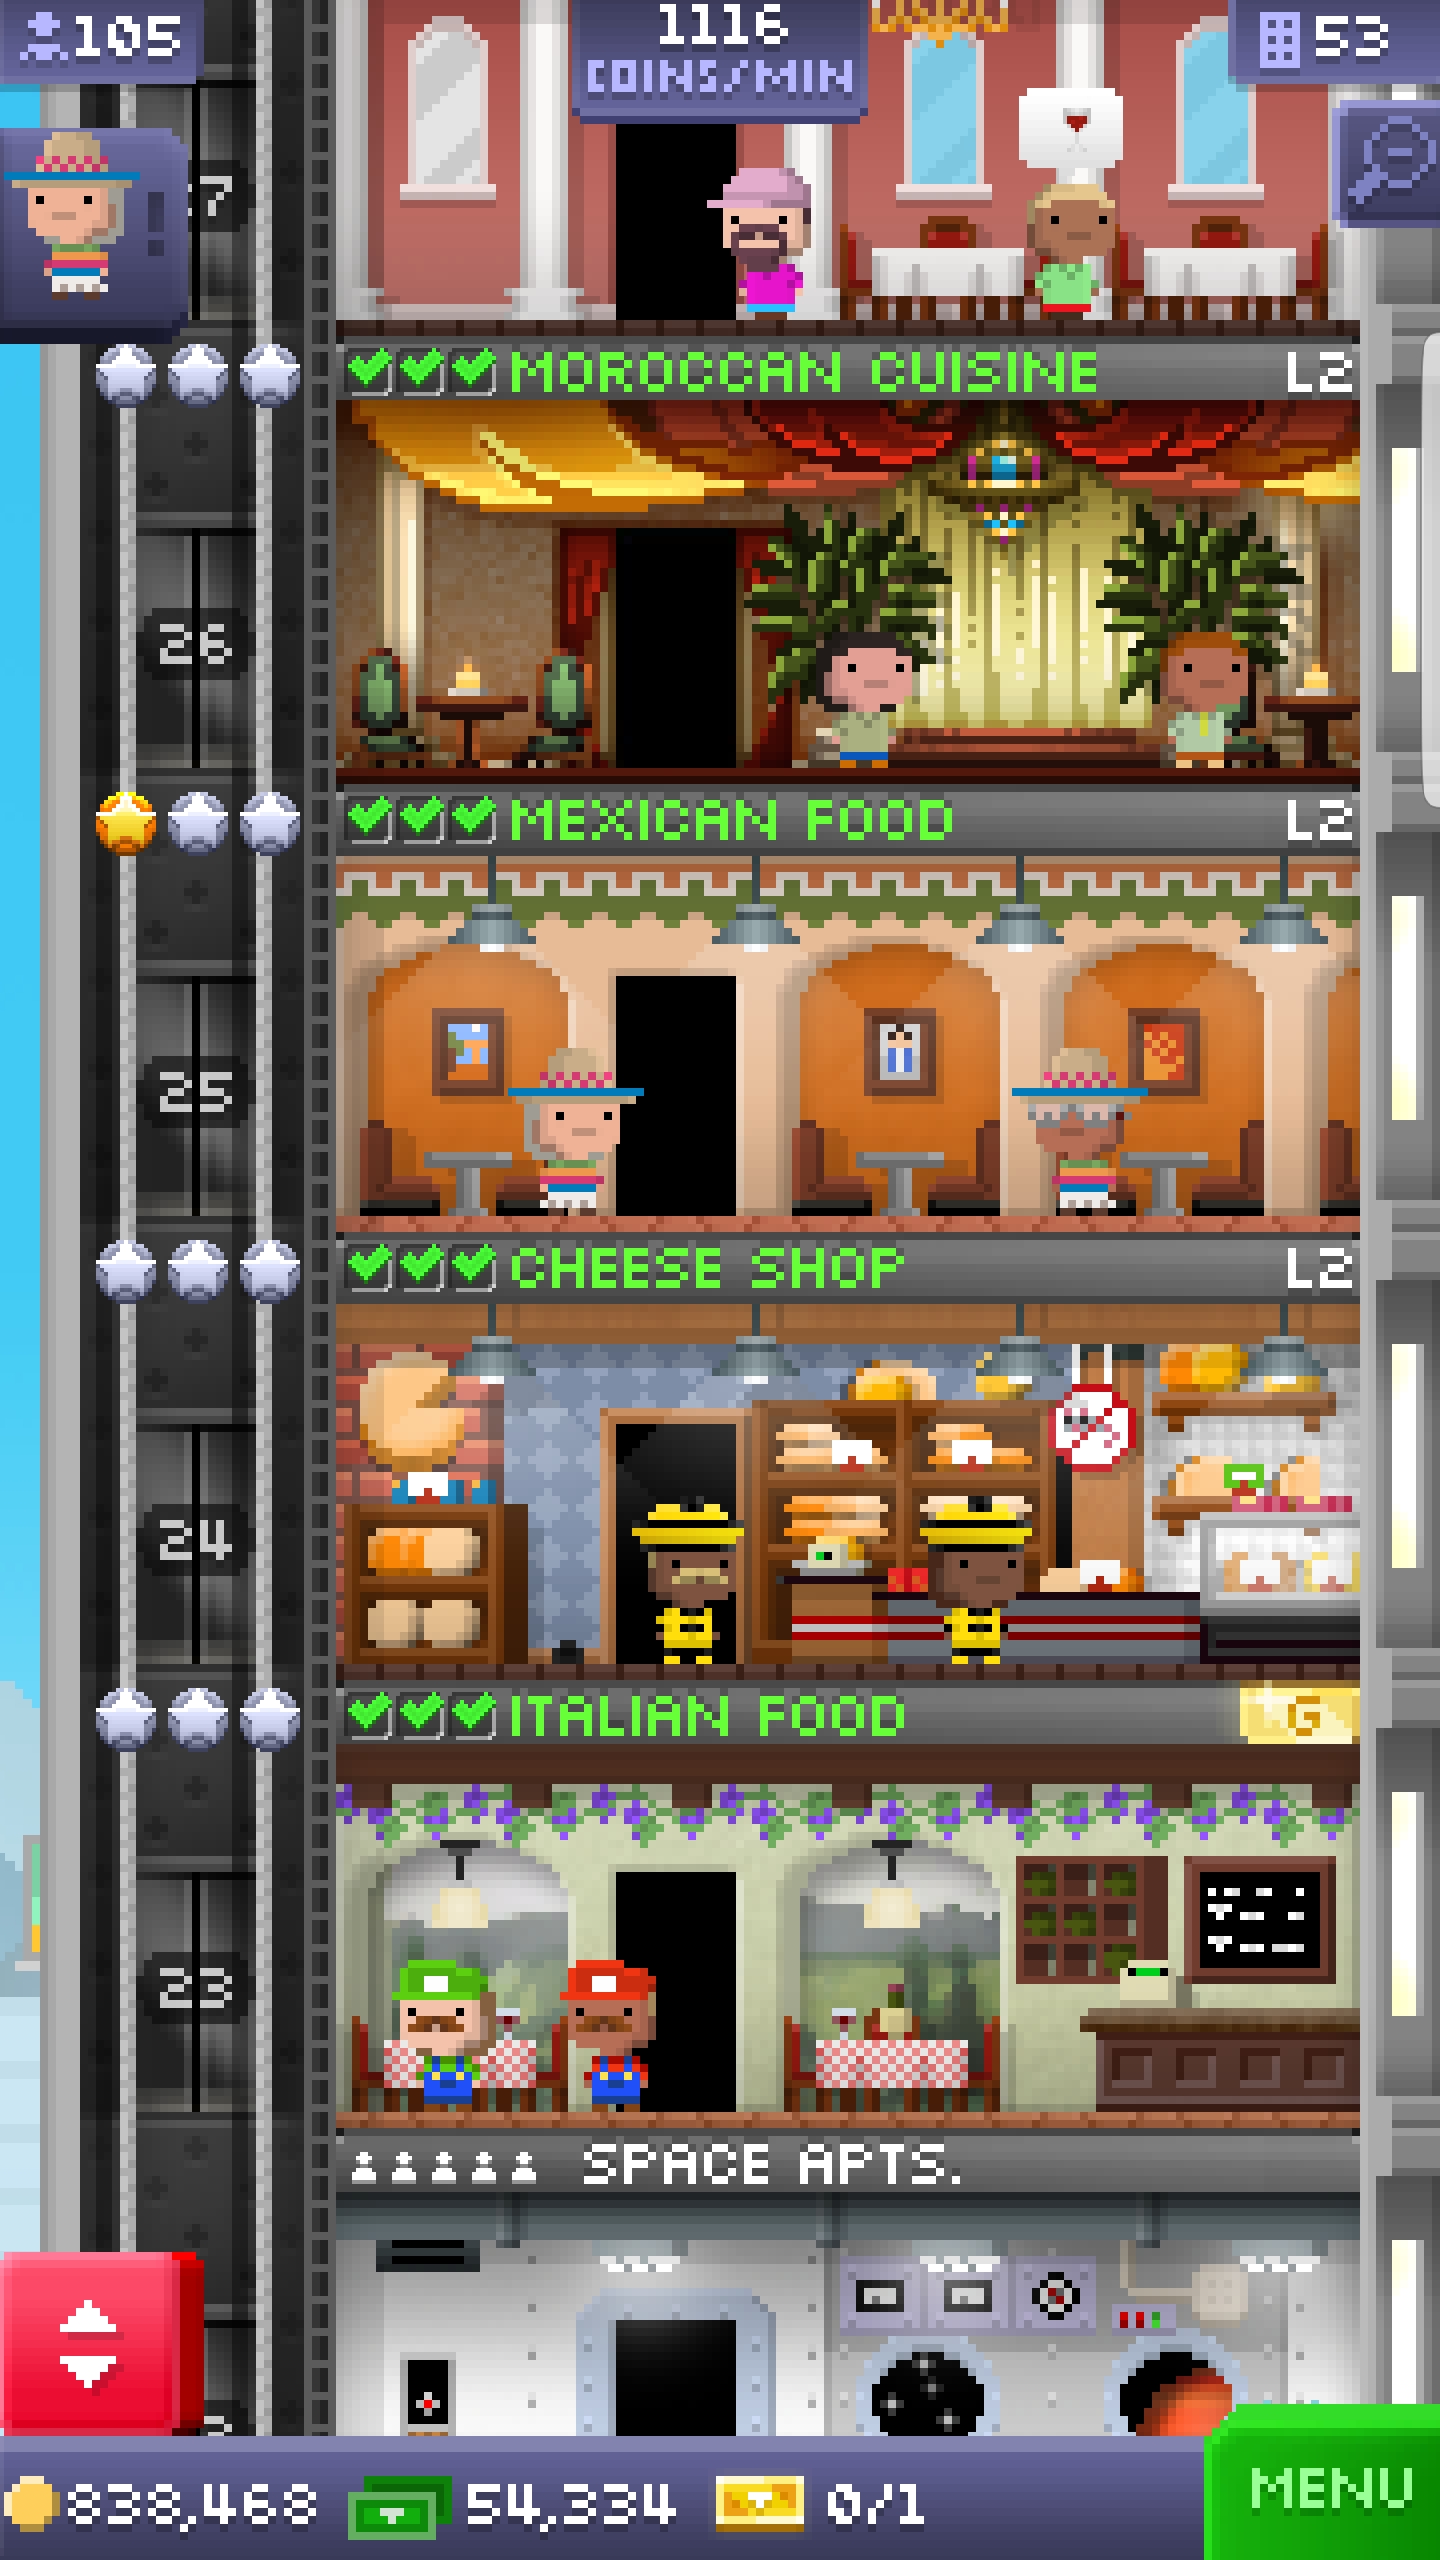 105
1116
COINS/MIN
53
!
7
MOROCCAN CUISINE
L2
26
MEXICAN FOOD
L2
25
CHEESE SHOP
L2
24
ITALIAN FOOD
G
23
SPACE APTS.
838,468
54,334
0/1
MENU